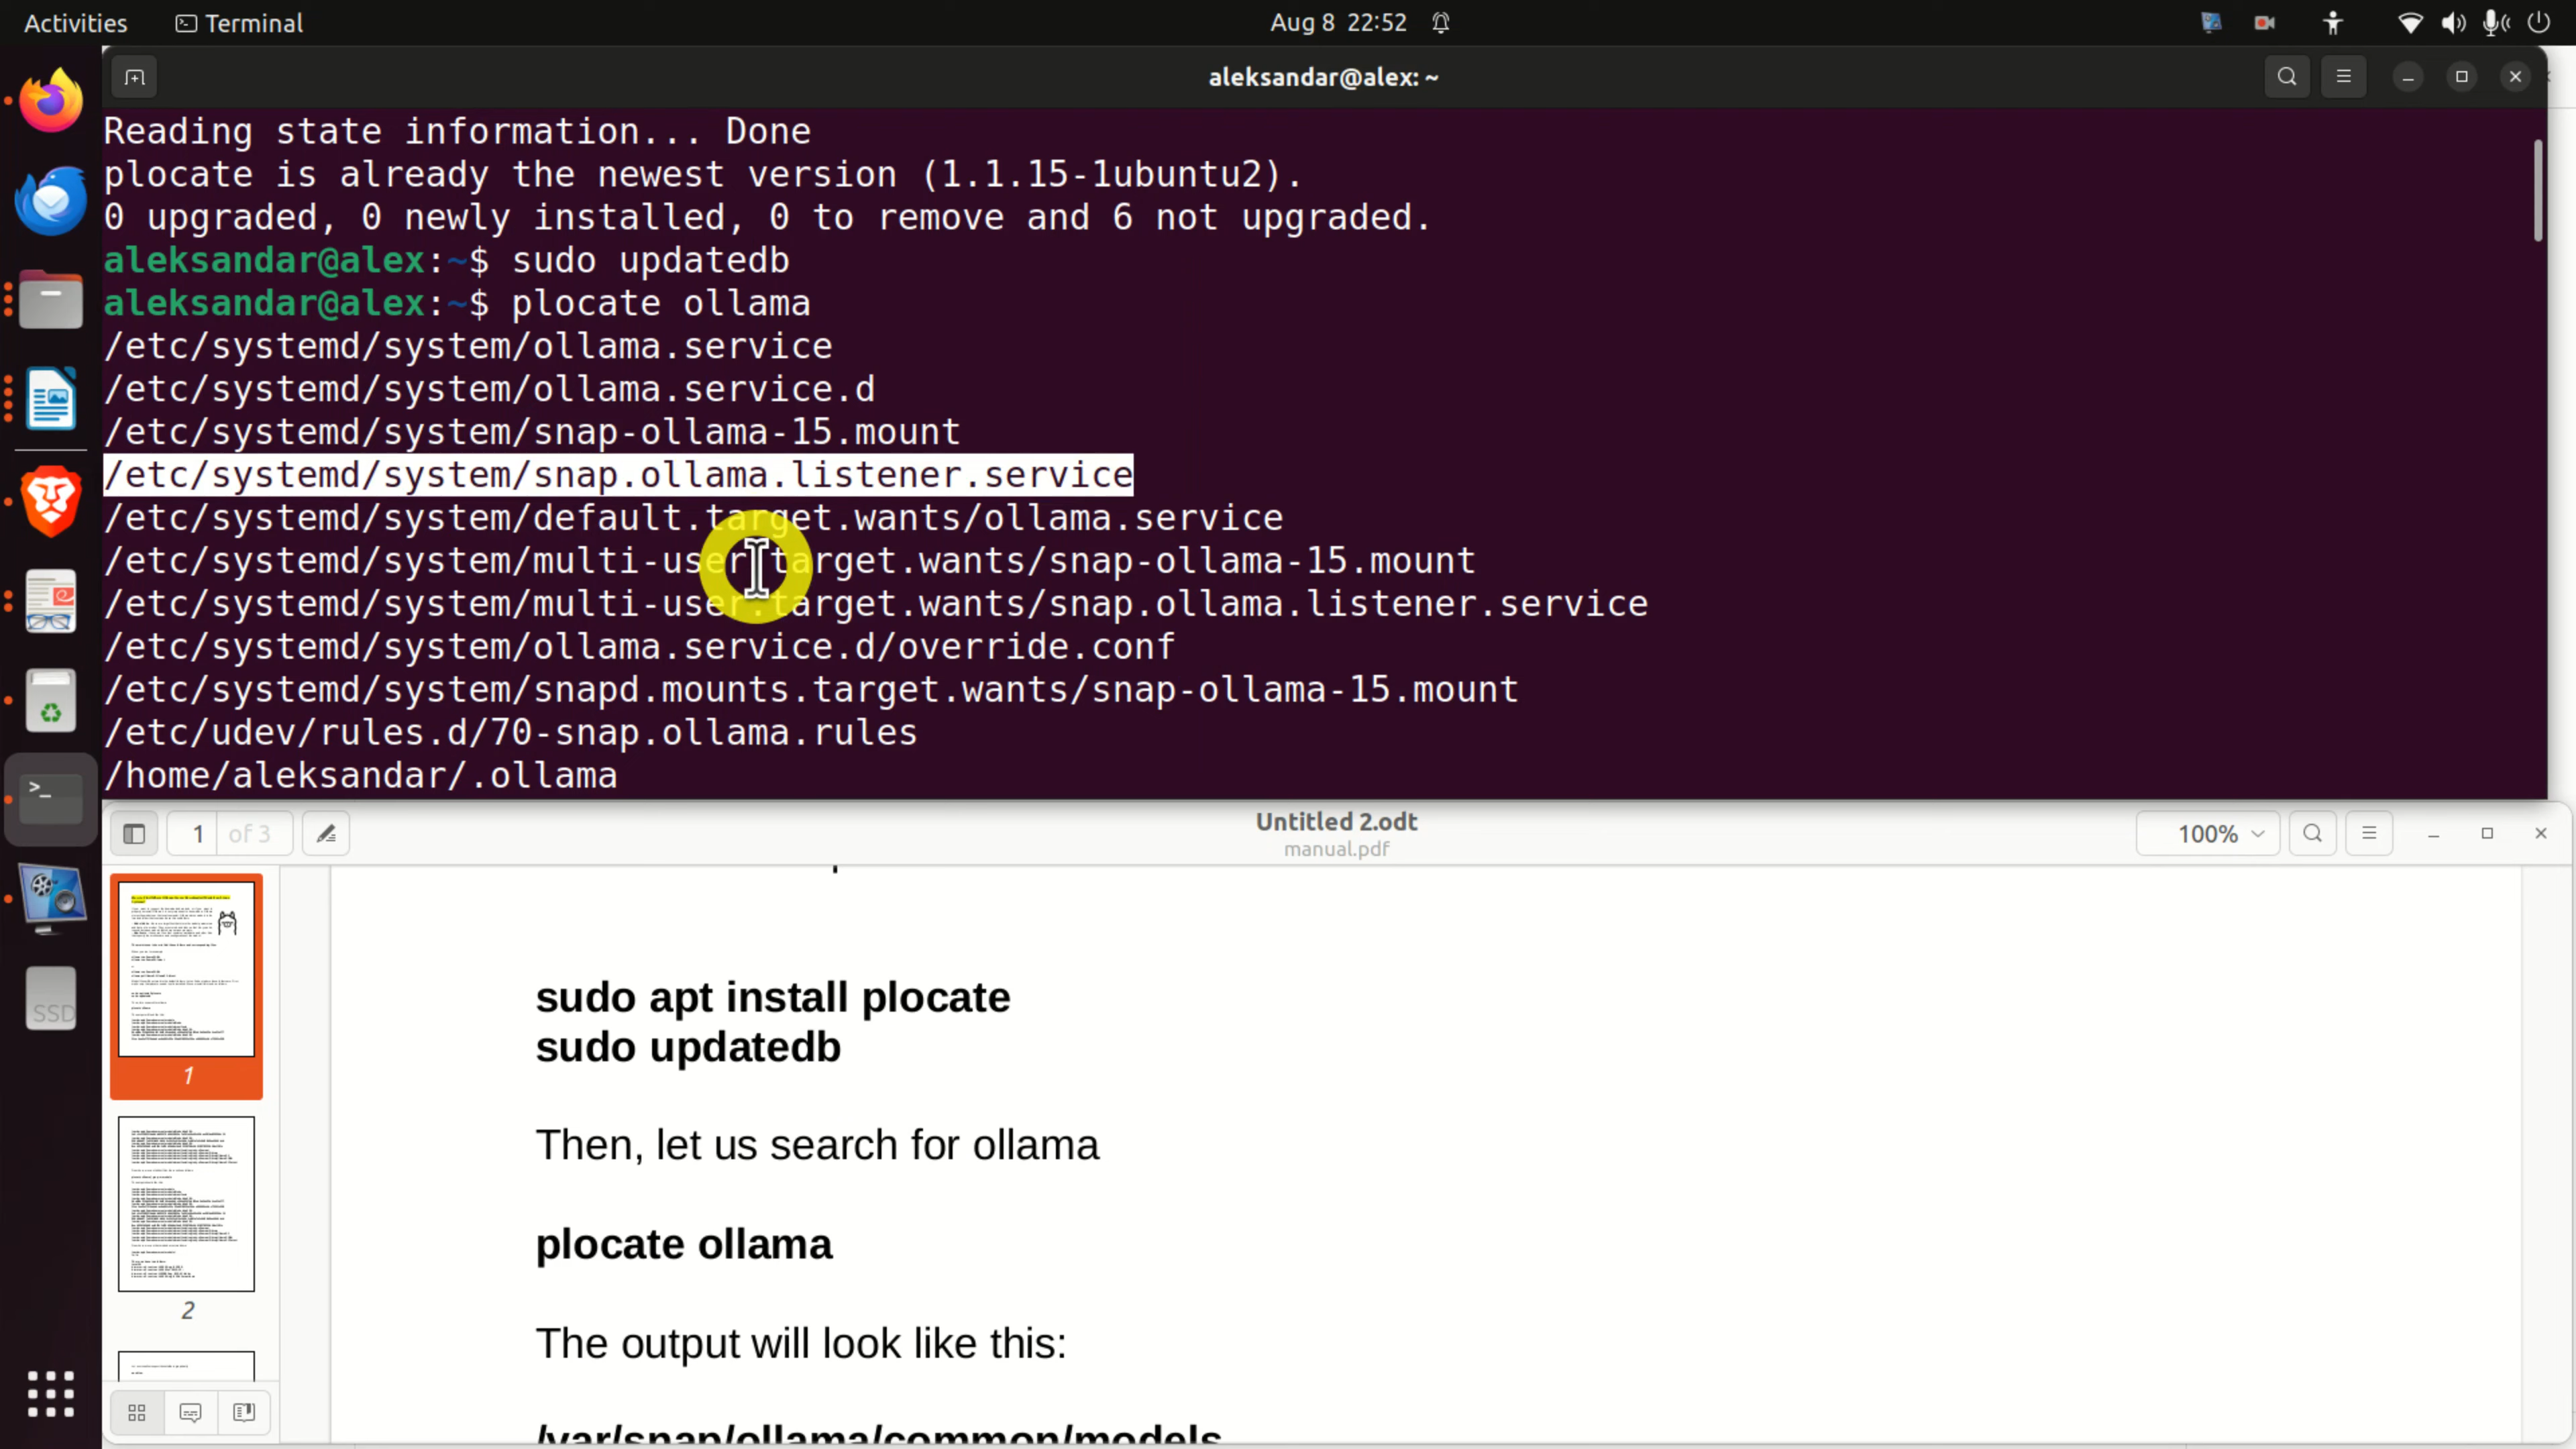 Activities
Terminal
Aug 8 22:52
aleksandar@alex: ~
Reading state information... Done
plocate is already the newest version (1.1.15-1ubuntu2).
0 upgraded, 0 newly installed, 0 to remove and 6 not upgraded.
aleksandar@alex:~$ sudo updatedb
aleksandar@alex:~$ plocate ollama
/etc/systemd/system/ollama.service
/etc/systemd/system/ollama.service.d
/etc/systemd/system/snap-ollama-15.mount
/etc/systemd/system/snap.ollama.listener.service
/etc/systemd/system/default.target.wants/ollama.service
/etc/systemd/system/multi-user.target.wants/snap-ollama-15.mount
/etc/systemd/system/multi-user.target.wants/snap.ollama.listener.service
/etc/systemd/system/ollama.service.d/override.conf
/etc/systemd/system/snapd.mounts.target.wants/snap-ollama-15.mount
/etc/udev/rules.d/70-snap.ollama.rules
/home/aleksandar/.ollama
SSD
1 of 3
Untitled 2.odt
manual.pdf
100%
1
2
sudo apt install plocate
sudo updatedb
Then, let us search for ollama
plocate ollama
The output will look like this:
/var/snap/ollama/common/models